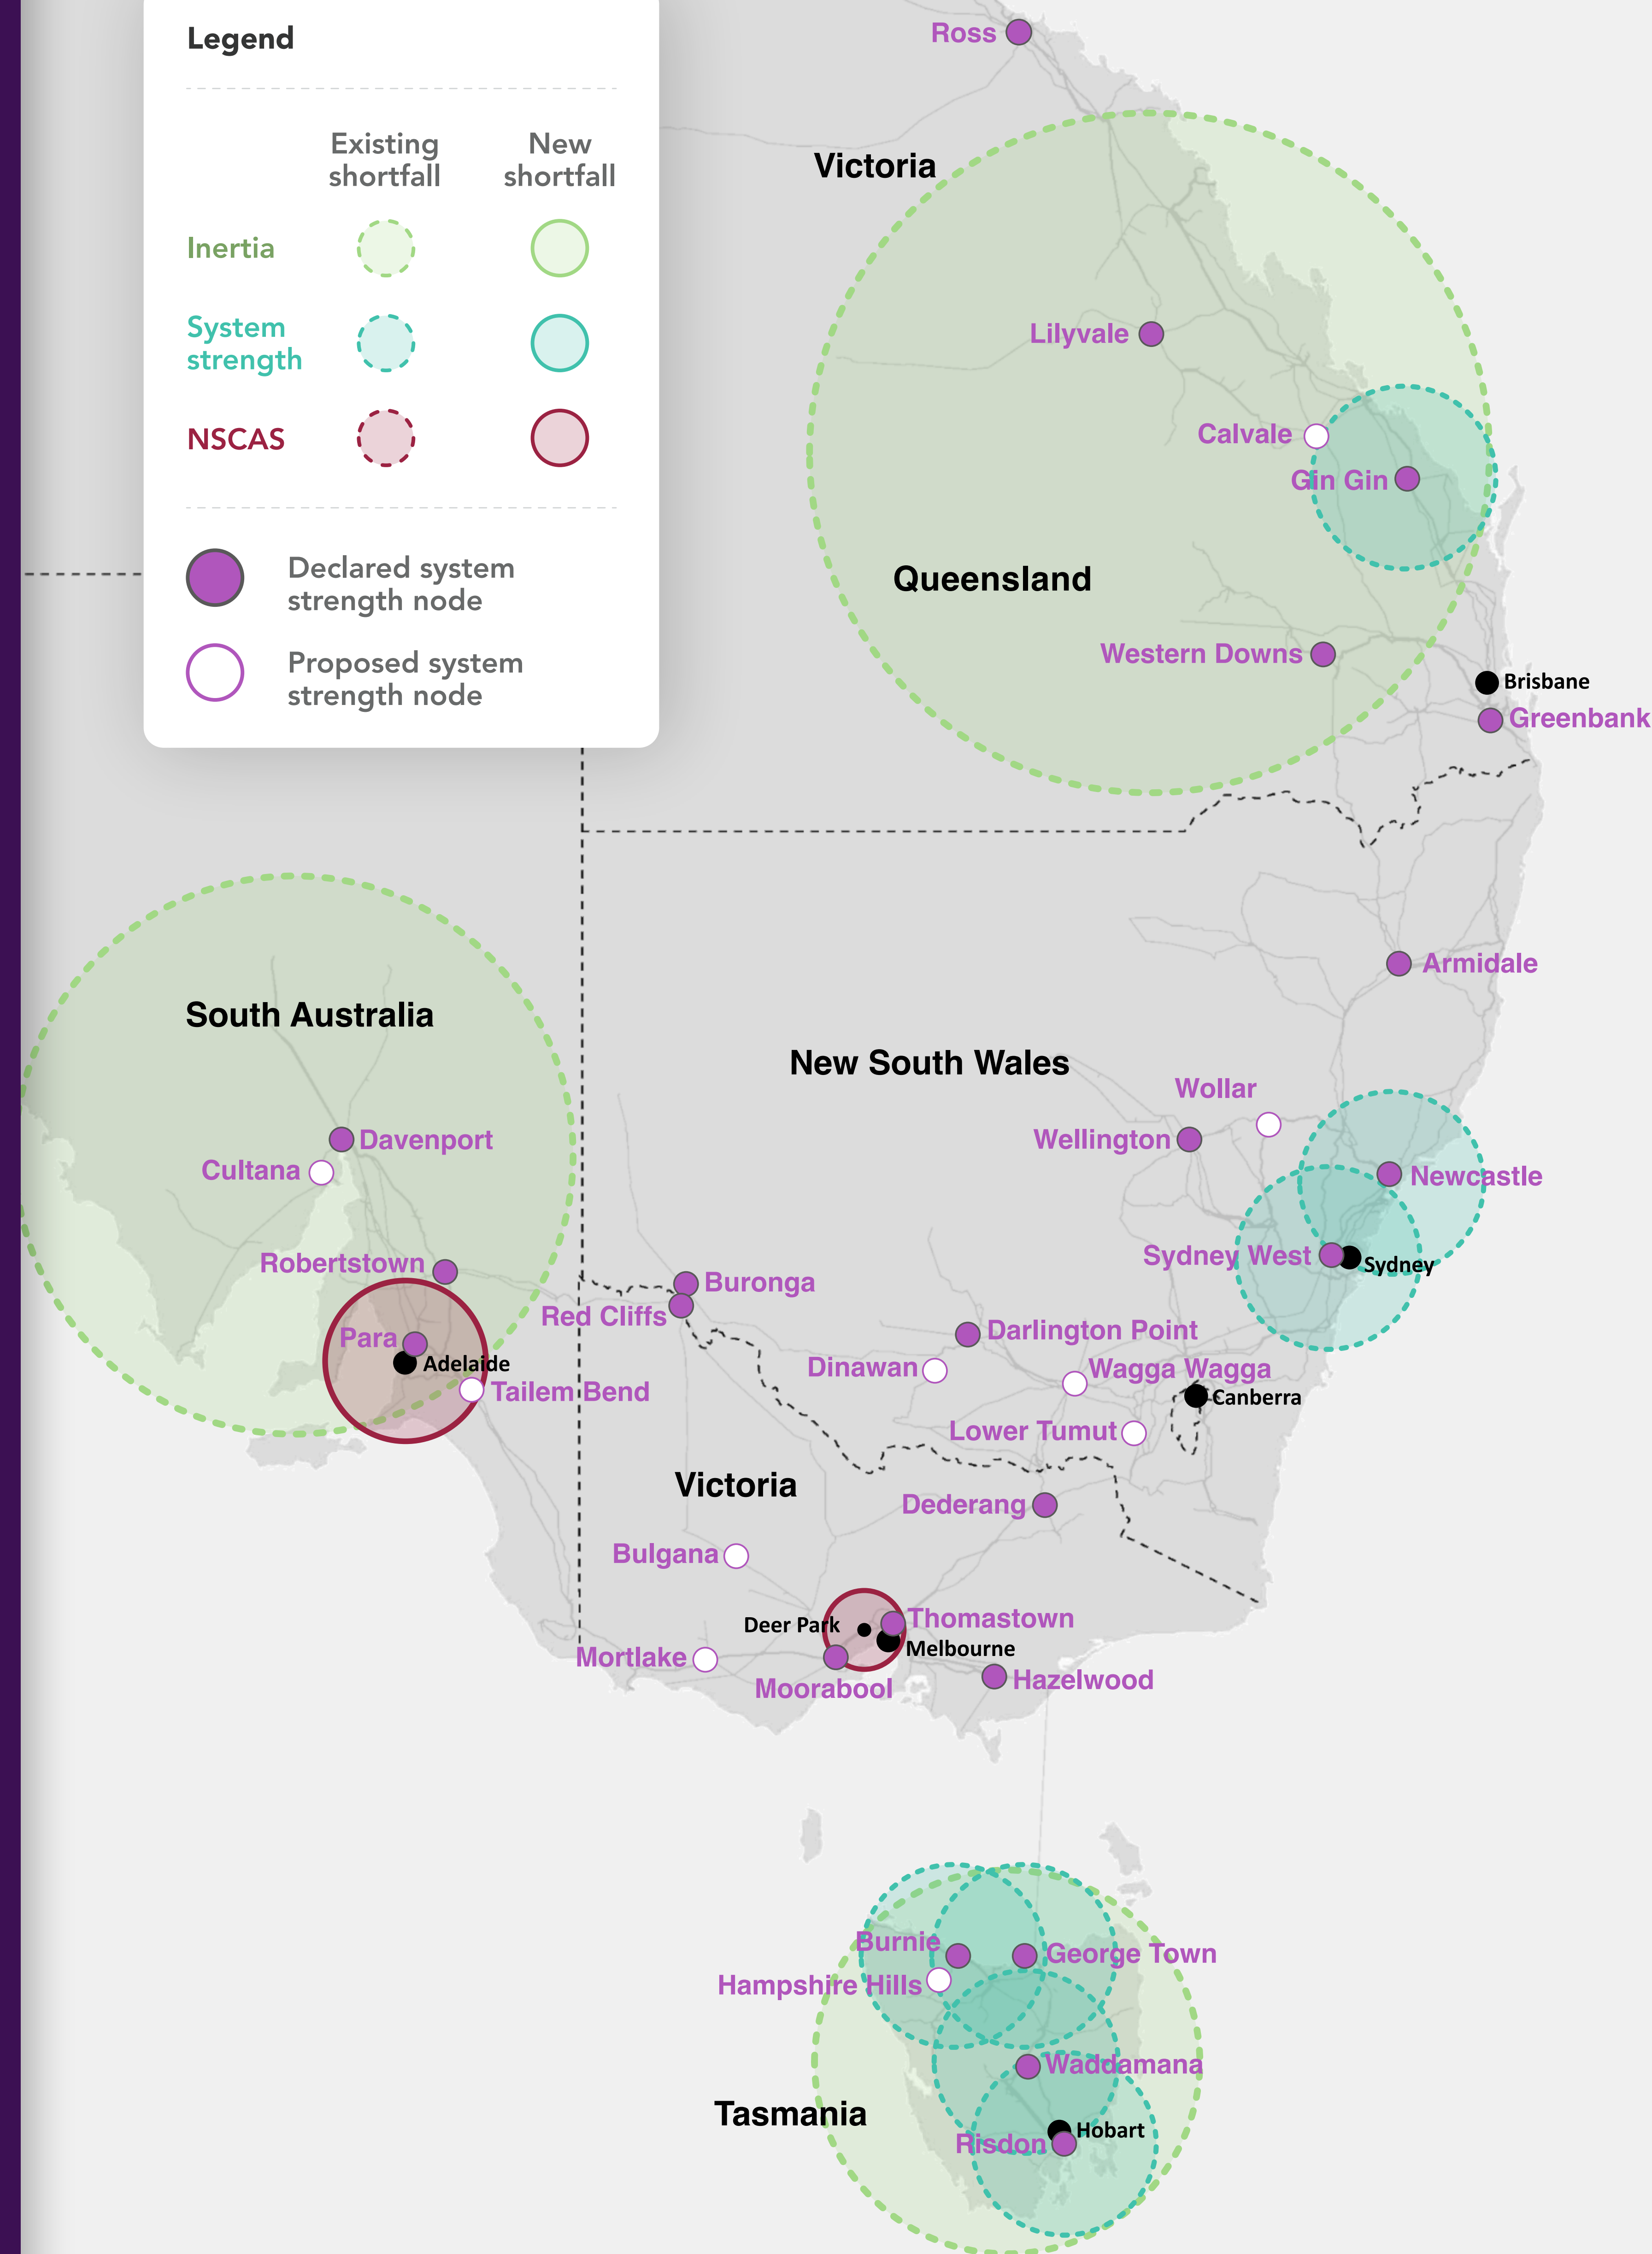 Legend
Existing
shortfall
New
shortfall
Inertia
System
strength
NSCAS
Declared system
strength node
Proposed system
strength node
Ross
Victoria
Lilyvale
Calvale
Gin Gin
Queensland
Western Downs
Brisbane
Greenbank
Armidale
South Australia
New South Wales
Wollar
Davenport
Wellington
Cultana
Newcastle
Robertstown
Sydney West
Sydney
Buronga
Red Cliffs
Para
Adelaide
Darlington Point
Dinawan
Wagga Wagga
Tailem Bend
Canberra
Lower Tumut
Victoria
Dederang
Bulgana
Deer Park
Thomastown
Melbourne
Mortlake
Moorabool
Hazelwood
Burnie
George Town
Hampshire Hills
Waddamana
Tasmania
Hobart
Risdon